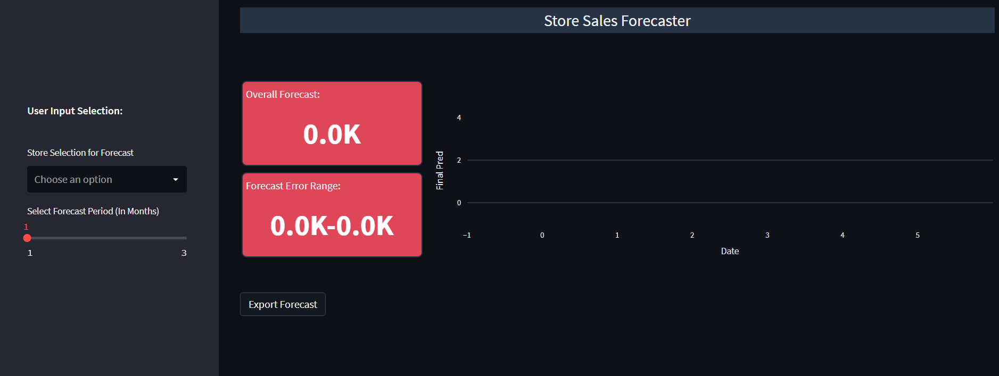 Store Sales Forecaster
User Input Selection:
Store Selection for Forecast
Choose an option
Select Forecast Period (In Months)
1
1 3
Overall Forecast:
0.0K
Forecast Error Range:
0.0K-0.0K
Final Pred
4
2
0
−1 0 1 2 3 4 5
Date
Export Forecast